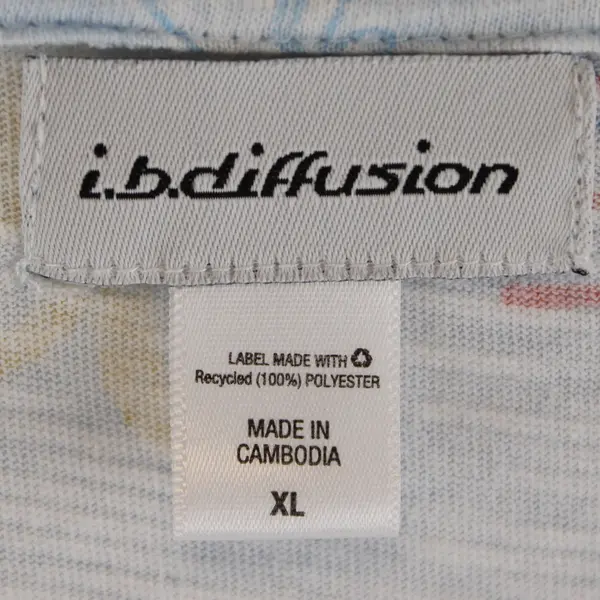 i.b.diffusion
LABEL MADE WITH ♻
Recycled (100%) POLYESTER
MADE IN
CAMBODIA
XL